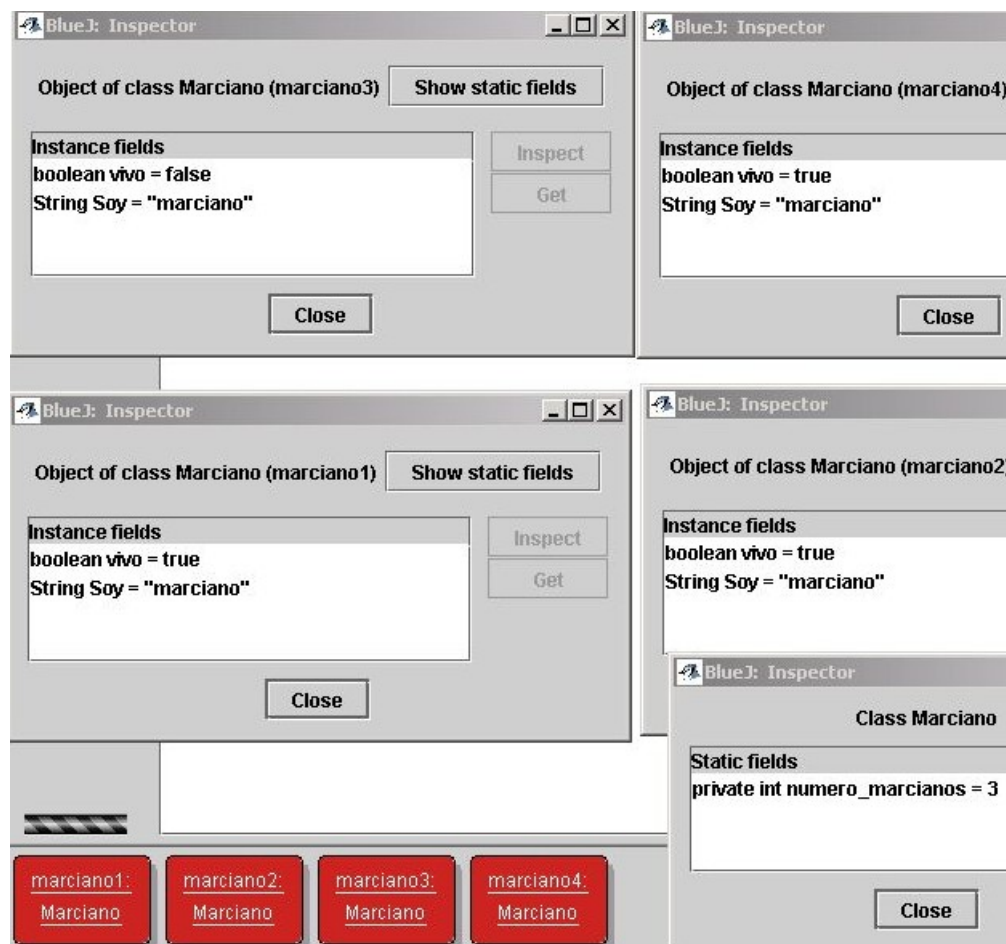 BlueJ: Inspector
Object of class Marciano (marciano3)
Show static fields
Instance fields
boolean vivo = false
String Soy = "marciano"
Inspect
Get
Close
BlueJ: Inspector
Object of class Marciano (marciano4)
Instance fields
boolean vivo = true
String Soy = "marciano"
Close
BlueJ: Inspector
Object of class Marciano (marciano1)
Show static fields
Instance fields
boolean vivo = true
String Soy = "marciano"
Inspect
Get
Close
BlueJ: Inspector
Object of class Marciano (marciano2)
Instance fields
boolean vivo = true
String Soy = "marciano"
BlueJ: Inspector
Class Marciano
Static fields
private int numero_marcianos = 3
Close
marciano1:
Marciano
marciano2:
Marciano
marciano3:
Marciano
marciano4:
Marciano